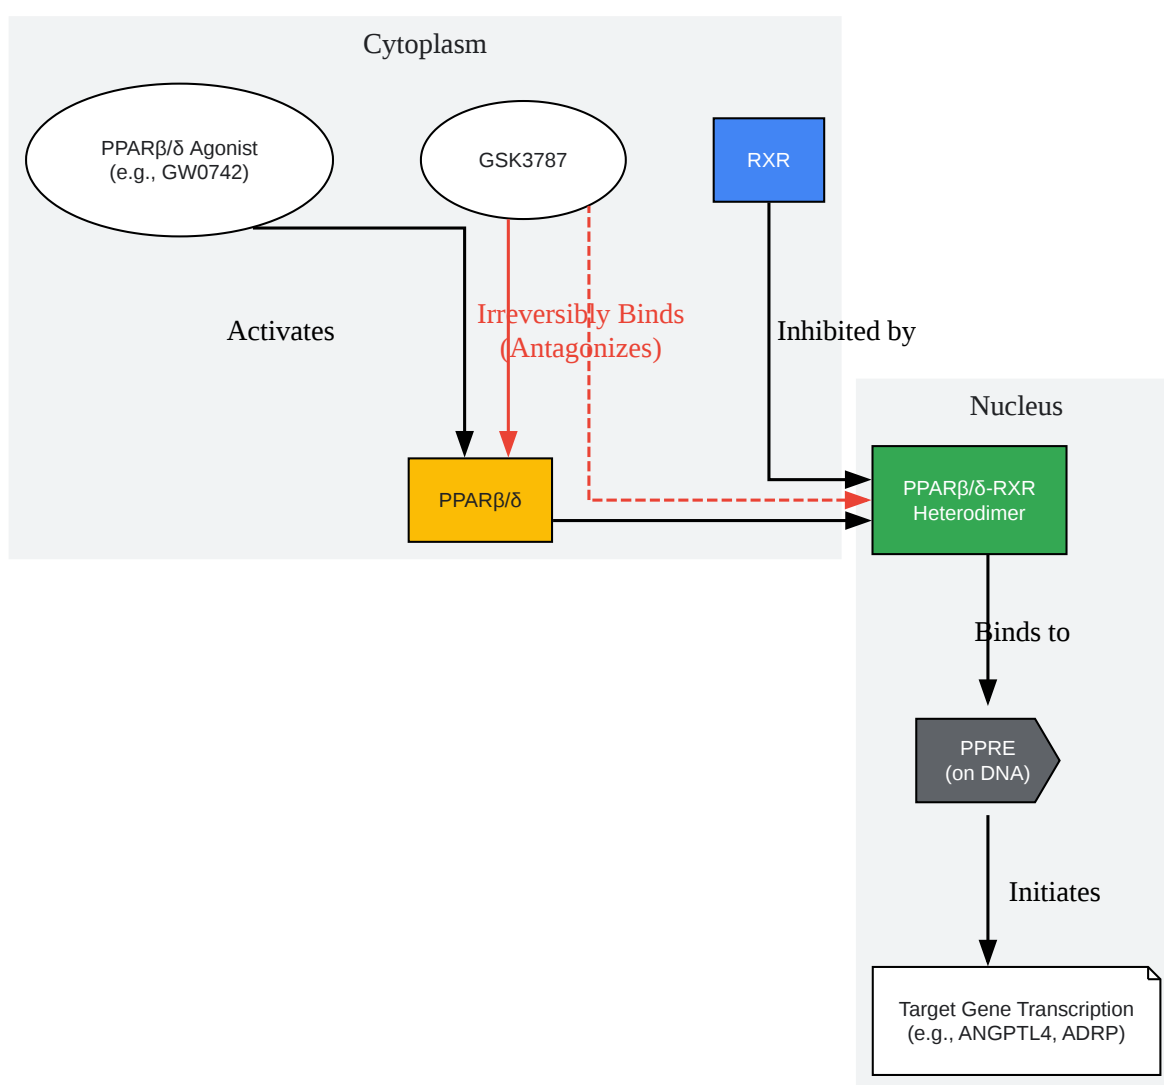 Cytoplasm
PPARβ/δ Agonist
(e.g., GW0742)
GSK3787
RXR
Activates
Irreversibly Binds
(Antagonizes)
Inhibited by
Nucleus
PPARβ/δ
PPARβ/δ-RXR
Heterodimer
Binds to
PPRE
(on DNA)
Initiates
Target Gene Transcription
(e.g., ANGPTL4, ADRP)